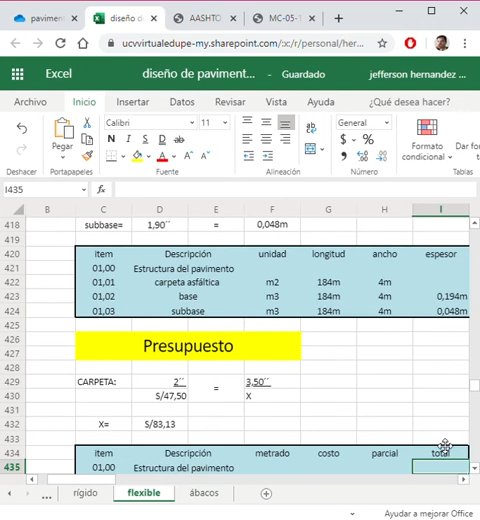 pavimen
diseño d
AASHTO
MC-05-1
ucvvirtualedupe-my.sharepoint.com/:x:/r/personal/her...
Excel
diseño de paviment... - Guardado
jefferson hernandez ...
Archivo Inicio Insertar Datos Revisar Vista Ayuda ¿Qué desea hacer?
Pegar
Calibri 11
N K S D ab
General
$ %
Formato
condicional
Dar for
Deshacer Portapapeles Fuente Alineación Número
I435 fx
B C D E F G H I
418 subbase= 1,90´´ = 0,048m
419
420 item Descripción unidad longitud ancho espesor
421 01,00 Estructura del pavimento
422 01,01 carpeta asfáltica m2 184m 4m
423 01,02 base m3 184m 4m 0,194m
424 01,03 subbase m3 184m 4m 0,048m
425
426
Presupuesto
427
428
429 CARPETA: 2´´ 3,50´´
=
430 S/47,50 X
431
432 X= S/83,13
433
434 item Descripción metrado costo parcial total
435 01,00 Estructura del pavimento
... rígido flexible ábacos
Ayudar a mejorar Office